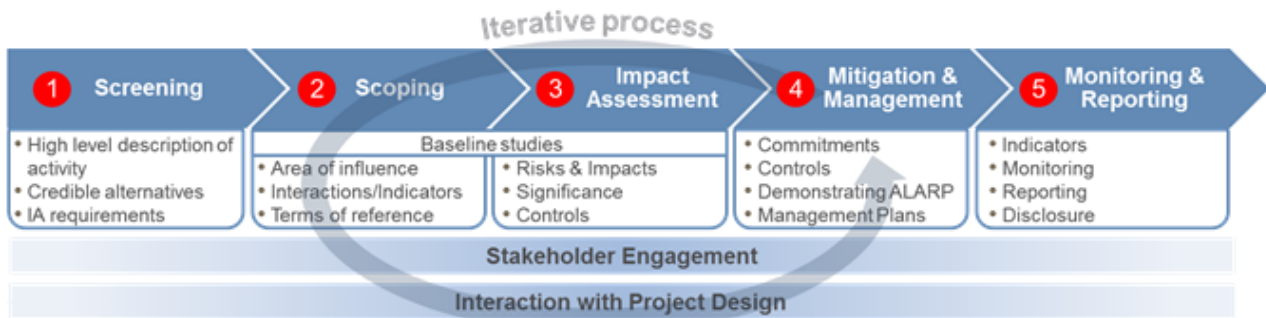 Iterative process
1 Screening
• High level description of
activity
• Credible alternatives
• IA requirements
2 Scoping
3 Impact
Assessment
Baseline studies
• Area of influence
• Interactions/Indicators
• Terms of reference
• Risks & Impacts
• Significance
• Controls
4 Mitigation &
Management
• Commitments
• Controls
• Demonstrating ALARP
• Management Plans
5 Monitoring &
Reporting
• Indicators
• Monitoring
• Reporting
• Disclosure
Stakeholder Engagement
Interaction with Project Design